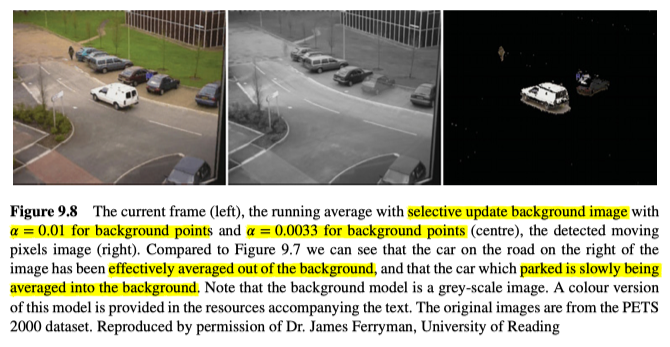 Figure 9.8 The current frame (left), the running average with selective update background image with
α = 0.01 for background points and α = 0.0033 for background points (centre), the detected moving
pixels image (right). Compared to Figure 9.7 we can see that the car on the road on the right of the
image has been effectively averaged out of the background, and that the car which parked is slowly being
averaged into the background. Note that the background model is a grey-scale image. A colour version
of this model is provided in the resources accompanying the text. The original images are from the PETS
2000 dataset. Reproduced by permission of Dr. James Ferryman, University of Reading